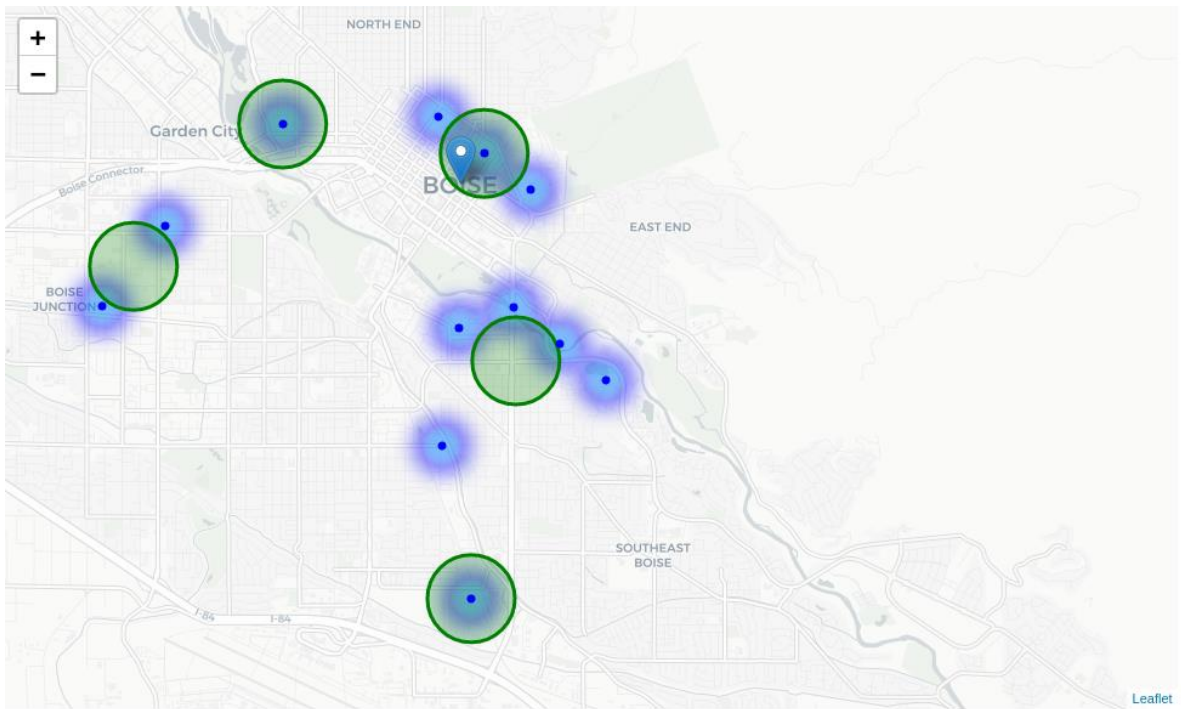 +
−
NORTH END
Garden City
Boise Connector
BOISE
EAST END
BOISE
JUNCTION
SOUTHEAST
BOISE
I-84
I-84
Leaflet